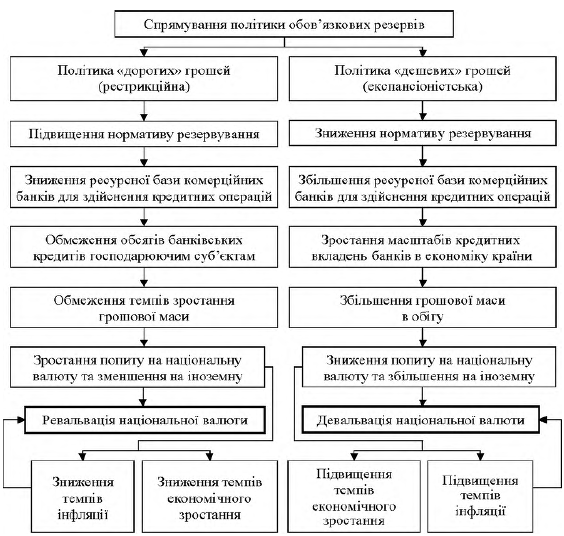 Спрямування політики обов’язкових резервів
Політика «дорогих» грошей
(рестрикційна)
Політика «дешевих» грошей
(експансіоністська)
Підвищення нормативу резервування
Зниження нормативу резервування
Зниження ресурсної бази комерційних
банків для здійснення кредитних операцій
Збільшення ресурсної бази комерційних
банків для здійснення кредитних операцій
Обмеження обсягів банківських
кредитів господарюючим суб’єктам
Зростання масштабів кредитних
вкладень банків в економіку країни
Обмеження темпів зростання
грошової маси
Збільшення грошової маси
в обігу
Зростання попиту на національну
валюту та зменшення на іноземну
Зниження попиту на національну
валюту та збільшення на іноземну
Ревальвація національної валюти
Девальвація національної валюти
Зниження
темпів
інфляції
Зниження темпів
економічного
зростання
Підвищення
темпів
економічного
зростання
Підвищення
темпів
інфляції